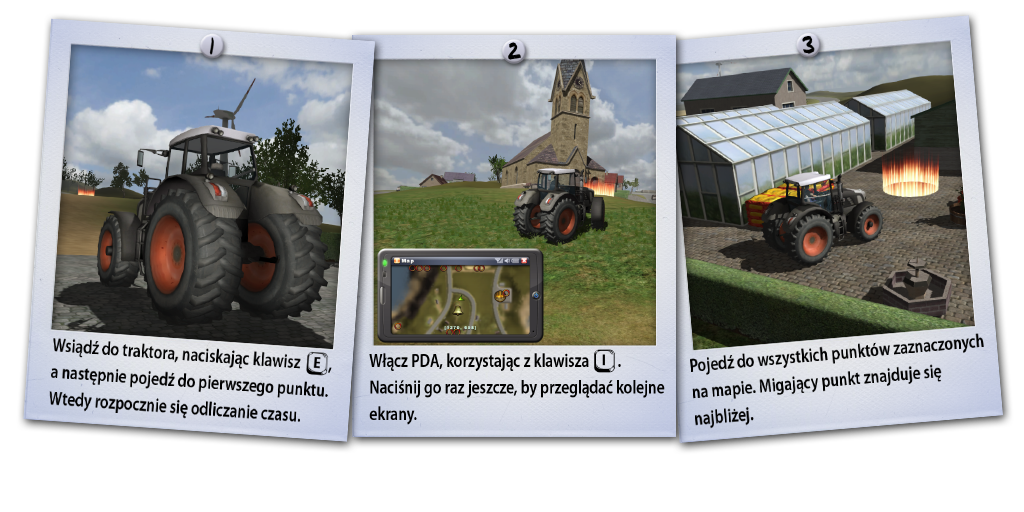 1
Wsiądź do traktora, naciskając klawisz E,
a następnie pojedź do pierwszego punktu.
Wtedy rozpocznie się odliczanie czasu.
2
Map
Włącz PDA, korzystając z klawisza I.
Naciśnij go raz jeszcze, by przeglądać kolejne
ekrany.
3
Pojedź do wszystkich punktów zaznaczonych
na mapie. Migający punkt znajduje się
najbliżej.